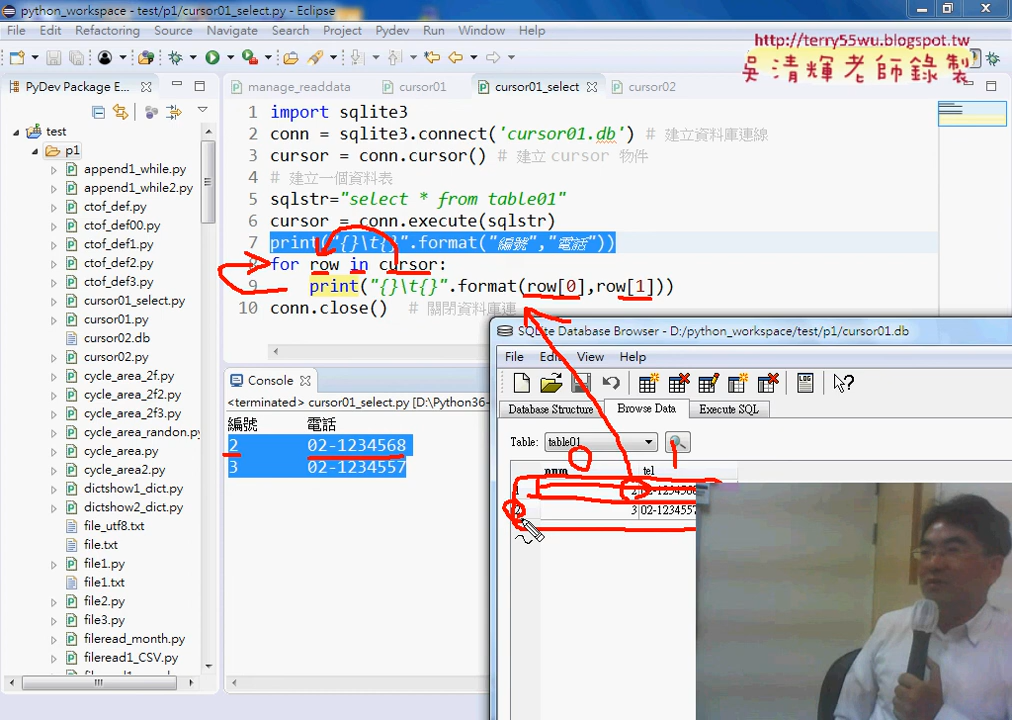 python_workspace - test/p1/cursor01_select.py - Eclipse
File Edit Refactoring Source Navigate Search Project Pydev Run Window Help
http://terry55wu.blogspot.tw
吳清輝老師錄製
PyDev Package E...
manage_readdata cursor01 cursor01_select cursor02
test
p1
append1_while.py
append1_while2.py
ctof_def.py
ctof_def00.py
ctof_def1.py
ctof_def2.py
ctof_def3.py
cursor01_select.py
cursor01.py
cursor02.db
cursor02.py
cycle_area_2f.py
cycle_area_2f2.py
cycle_area_2f3.py
cycle_area_randon.py
cycle_area.py
cycle_area2.py
dictshow1_dict.py
dictshow2_dict.py
file_utf8.txt
file.txt
file1.py
file1.txt
file2.py
file3.py
fileread_month.py
fileread1_CSV.py
1 import sqlite3
2 conn = sqlite3.connect('cursor01.db') # 建立資料庫連線
3 cursor = conn.cursor() # 建立 cursor 物件
4 # 建立一個資料表
5 sqlstr="select * from table01"
6 cursor = conn.execute(sqlstr)
7 print("{}\t{}".format("編號","電話"))
8 for row in cursor:
9 print("{}\t{}".format(row[0],row[1]))
10 conn.close() # 關閉資料庫連
Console
<terminated> cursor01_select.py [D:\Python36-
編號 電話
2 02-1234568
3 02-1234557
SQLite Database Browser - D:/python_workspace/test/p1/cursor01.db
File Edit View Help
LOG
Database Structure Browse Data Execute SQL
Table: table01
num tel
2 02-1234568
3 02-1234557